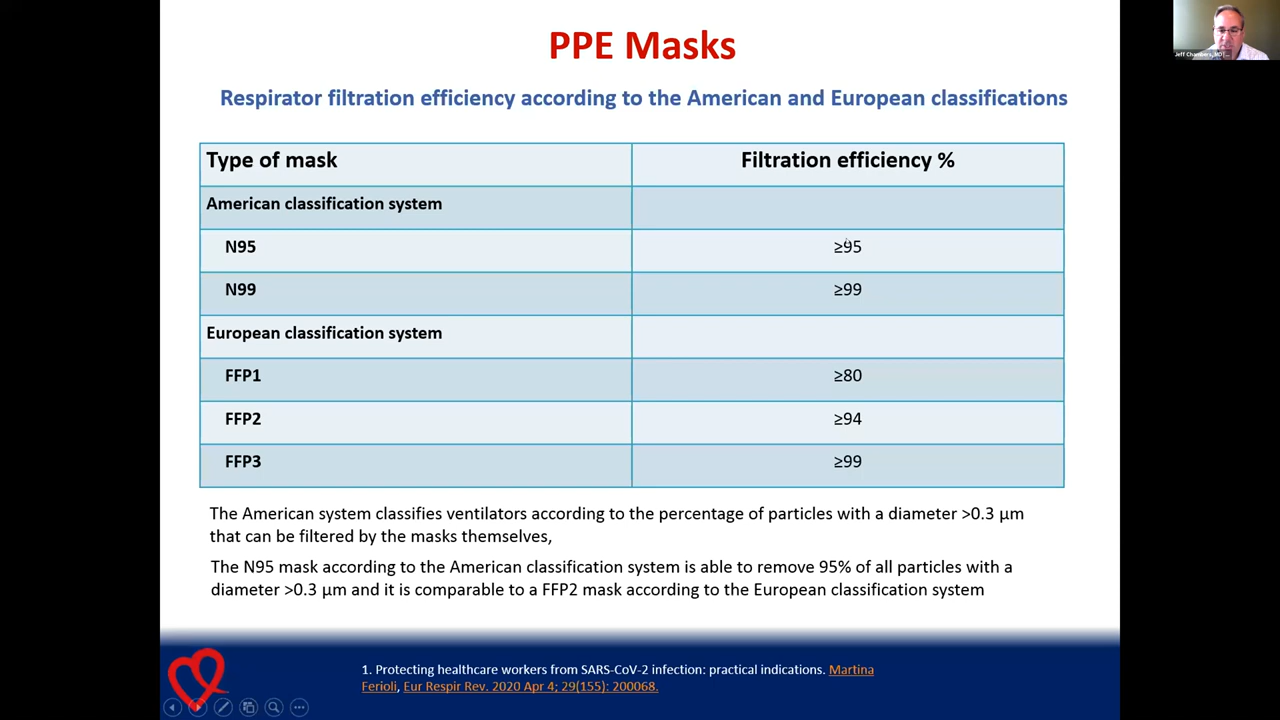 PPE Masks
Respirator filtration efficiency according to the American and European classifications
Type of mask
Filtration efficiency %
American classification system
N95
≥95
N99
≥99
European classification system
FFP1
≥80
FFP2
≥94
FFP3
≥99
The American system classifies ventilators according to the percentage of particles with a diameter >0.3 µm
that can be filtered by the masks themselves,
The N95 mask according to the American classification system is able to remove 95% of all particles with a
diameter >0.3 µm and it is comparable to a FFP2 mask according to the European classification system
1. Protecting healthcare workers from SARS-CoV-2 infection: practical indications. Martina
Ferioli, Eur Respir Rev. 2020 Apr 4; 29(155): 200068.
Jeff Chambers,